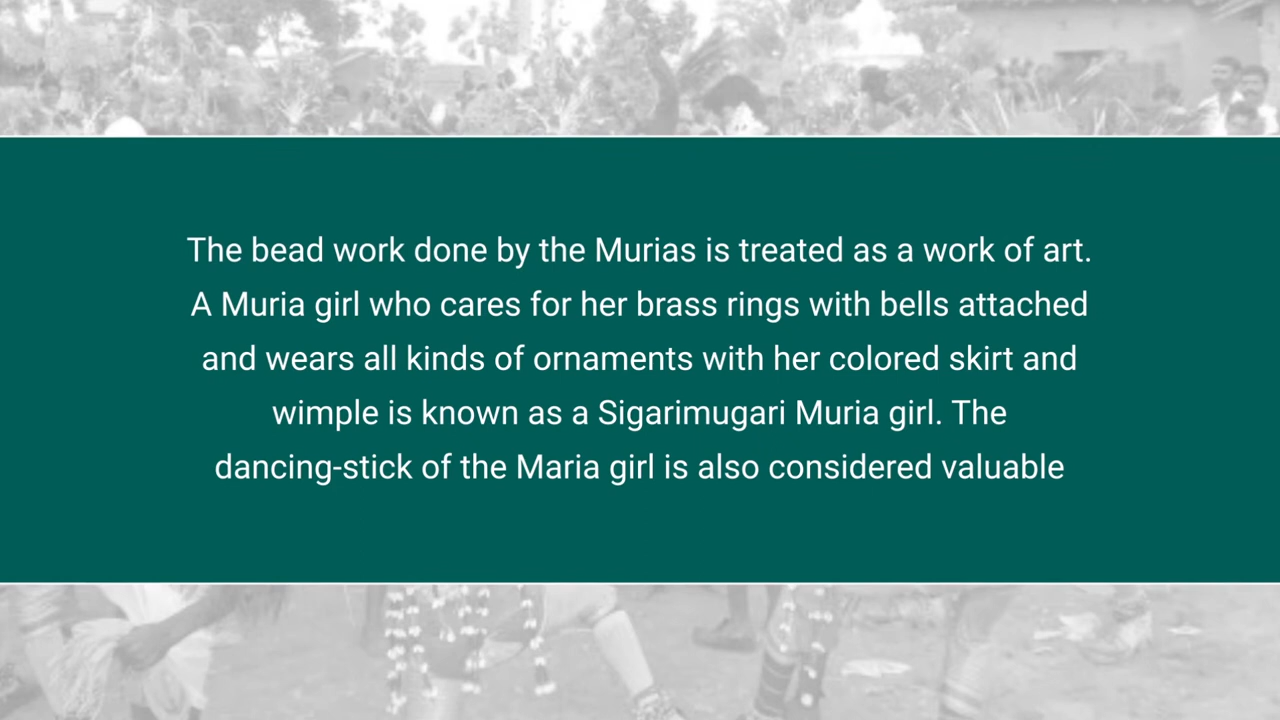 The bead work done by the Murias is treated as a work of art.
A Muria girl who cares for her brass rings with bells attached
and wears all kinds of ornaments with her colored skirt and
wimple is known as a Sigarimugari Muria girl. The
dancing-stick of the Maria girl is also considered valuable